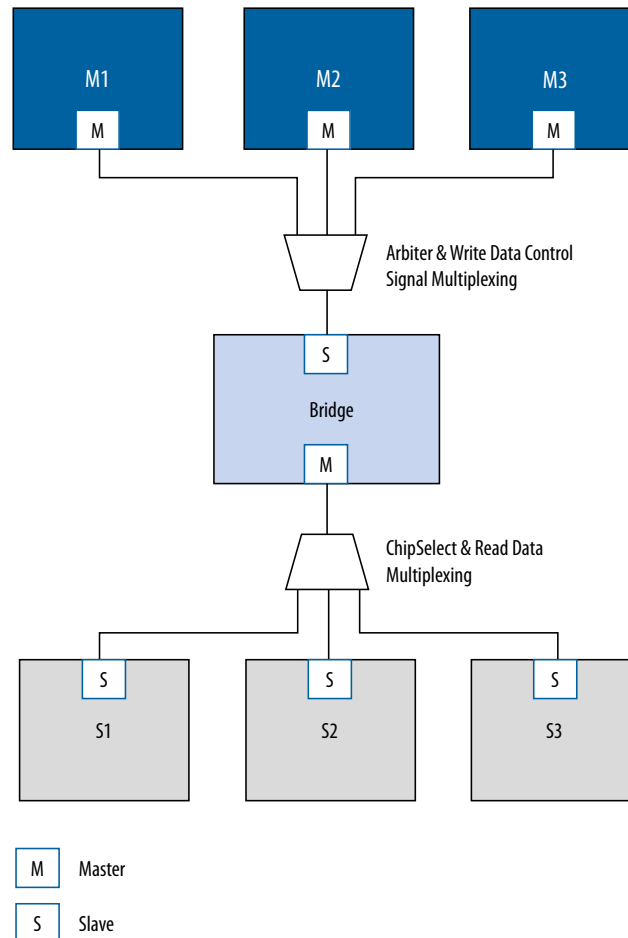 M1
M2
M3
M
M
M
Arbiter & Write Data Control
Signal Multiplexing
S
Bridge
M
ChipSelect & Read Data
Multiplexing
S
S
S
S1
S2
S3
M Master
S Slave